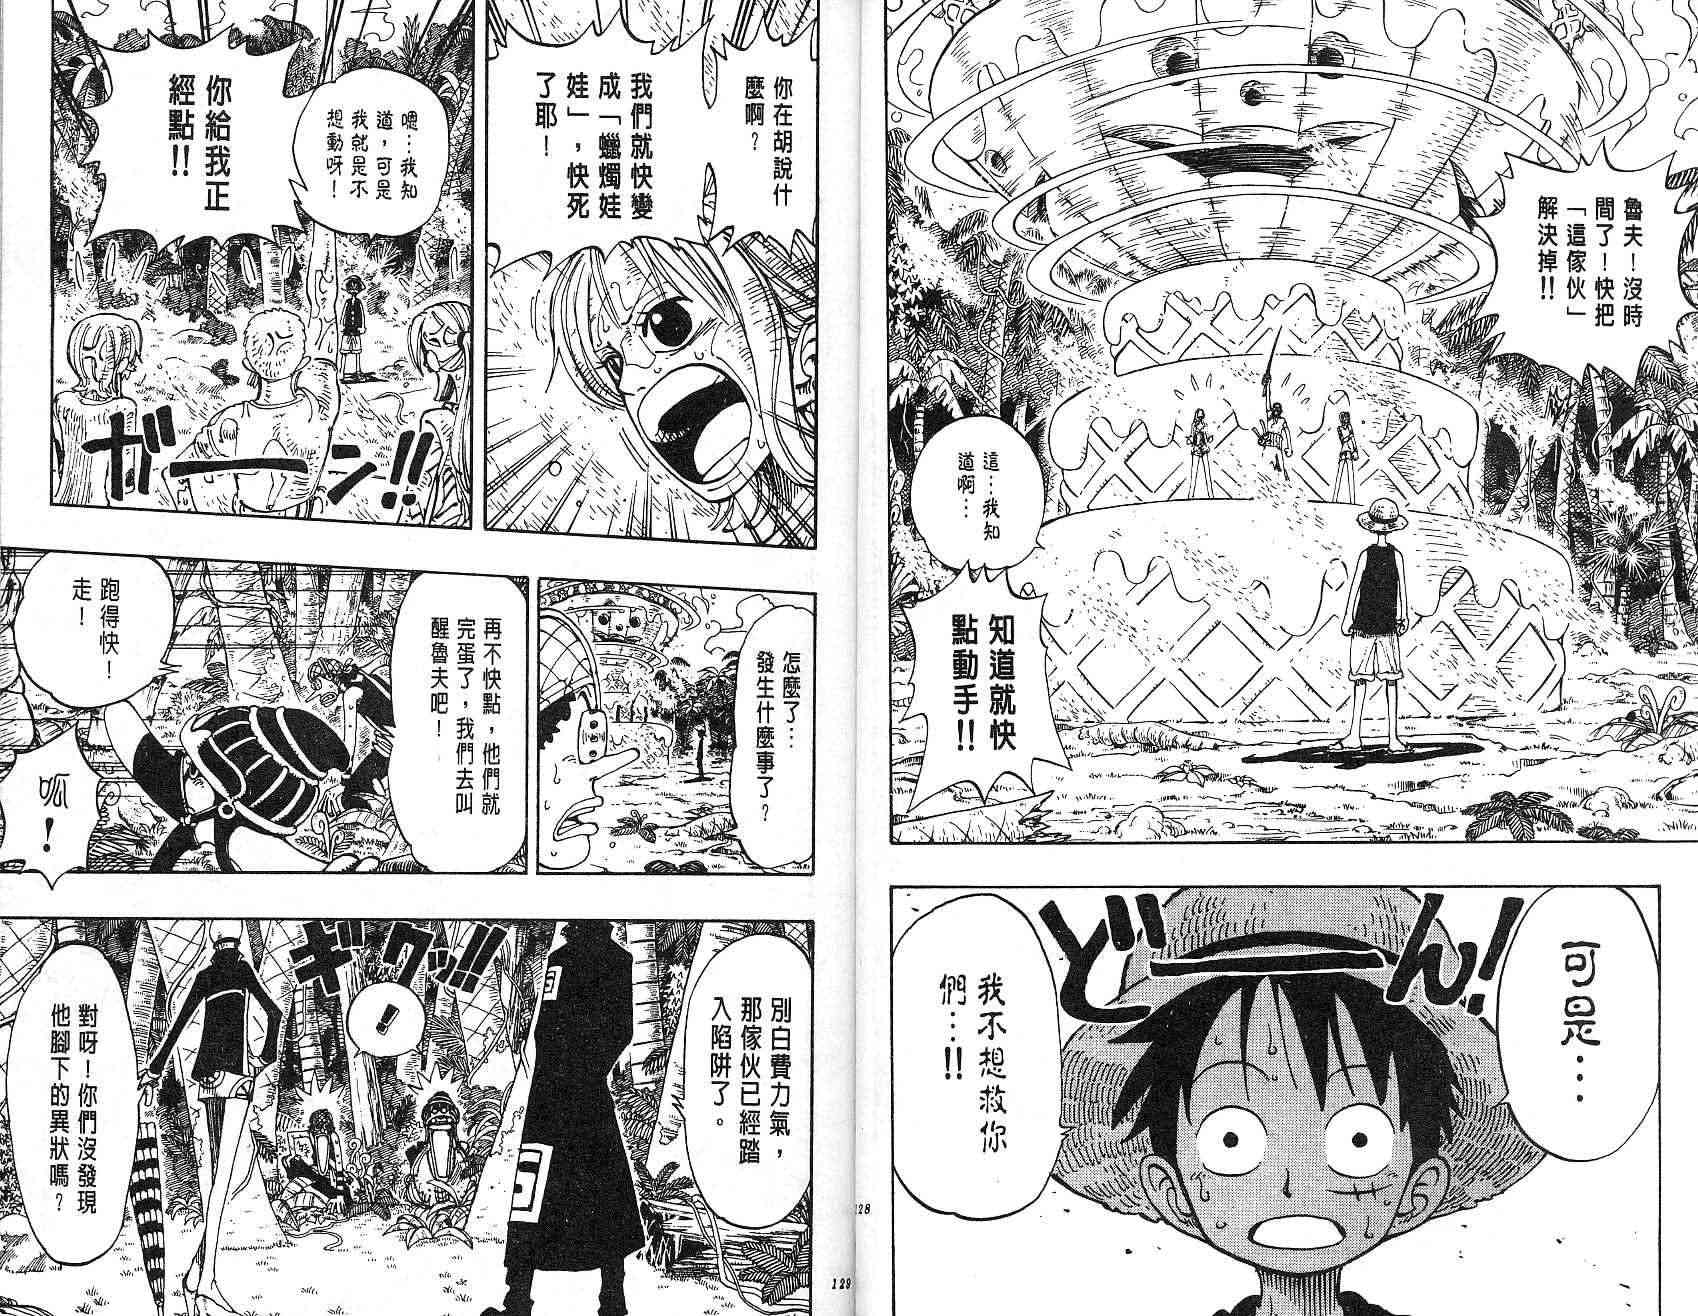 魯夫！沒時
間了！快把
「這傢伙」
解決掉!!
這…我知
道啊…
知道就快
點動手!!
可是…
我不想救你
們…!!
どん!
128
你在胡說什
麼啊？
我們就快變
成「蠟燭娃
娃」，快死
了耶！
嗯…我知
道，可是
我就是不
想動呀！
你給我正
經點!!
ガーン!!
怎麼了…
發生什麼事了？
再不快點，他們就
完蛋了，我們去叫
醒魯夫吧！
跑得快！
走！
呱！
別白費力氣，
那傢伙已經踏
入陷阱了。
ギクッ!!
！
對呀！你們沒發現
他腳下的異狀嗎？
129